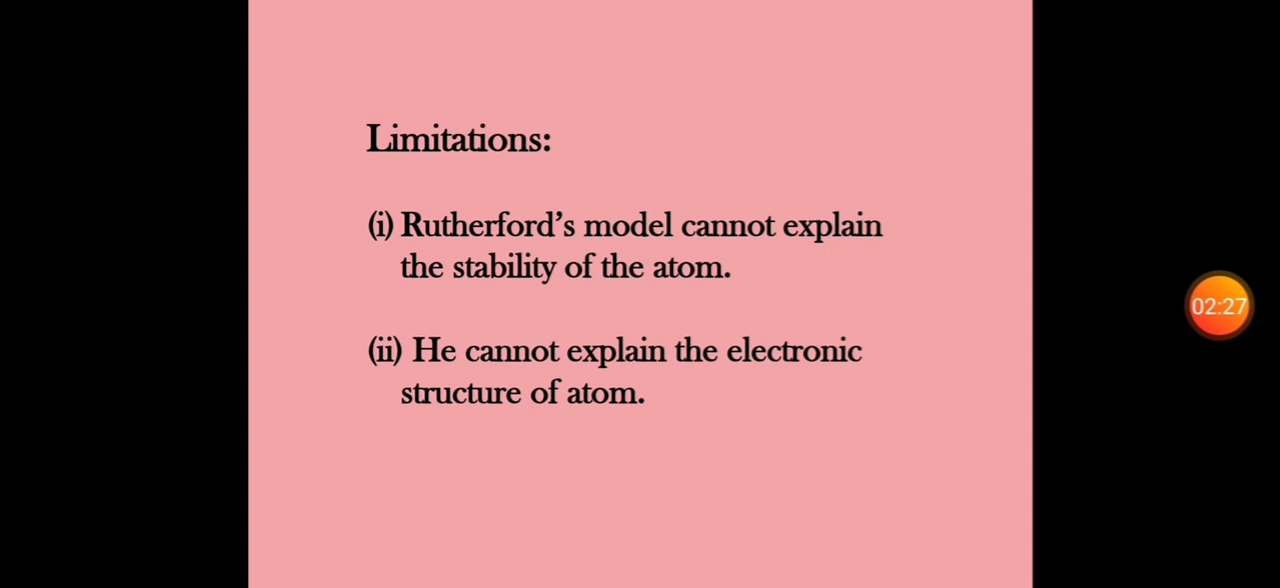 Limitations:
(i) Rutherford’s model cannot explain
the stability of the atom.
(ii) He cannot explain the electronic
structure of atom.
02:27